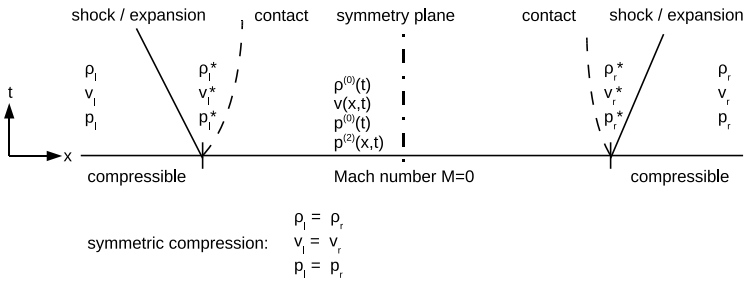 shock / expansion contact symmetry plane contact shock / expansion
ρl ρl* ρr* ρr
vl vl* ρ(0)(t) vr* vr
pl pl* v(x,t) pr* pr
t p(0)(t)
p(2)(x,t)
x
compressible Mach number M=0 compressible
ρl = ρr
symmetric compression: vl = vr
pl = pr